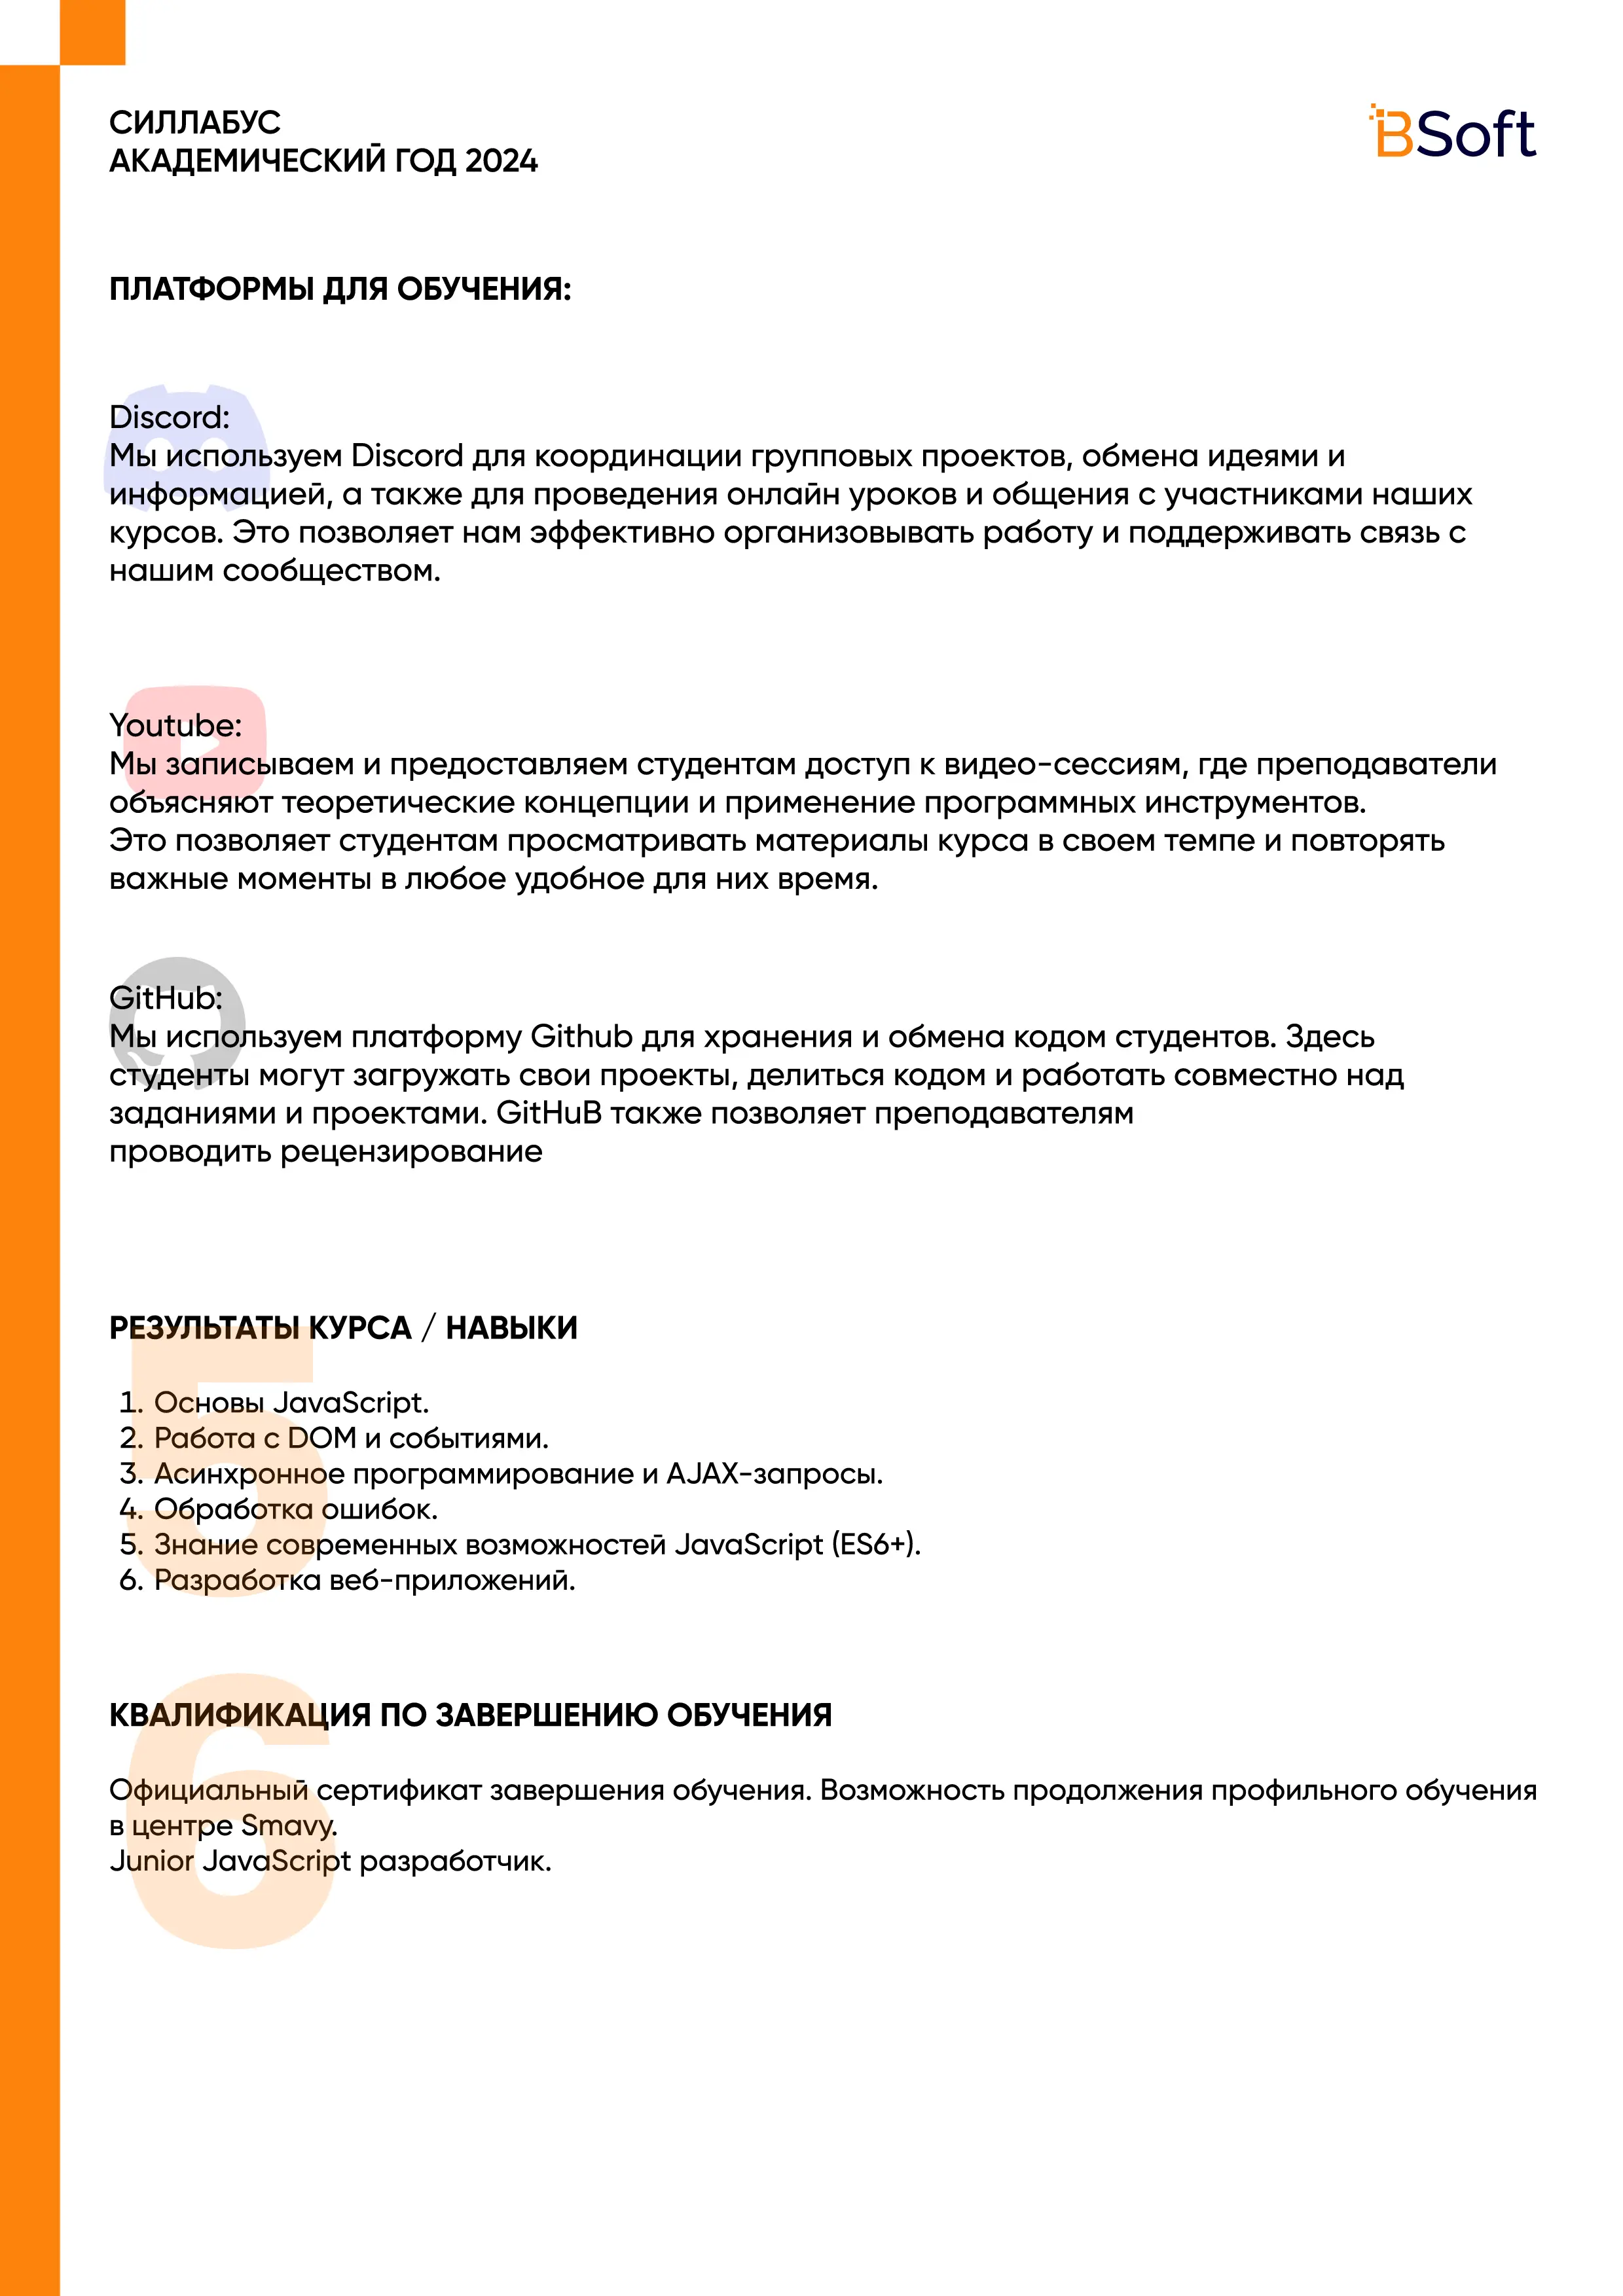 СИЛЛАБУС
АКАДЕМИЧЕСКИЙ ГОД 2024
BSoft
ПЛАТФОРМЫ ДЛЯ ОБУЧЕНИЯ:
Discord:
Мы используем Discord для координации групповых проектов, обмена идеями и
информацией, а также для проведения онлайн уроков и общения с участниками наших
курсов. Это позволяет нам эффективно организовывать работу и поддерживать связь с
нашим сообществом.
Youtube:
Мы записываем и предоставляем студентам доступ к видео-сессиям, где преподаватели
объясняют теоретические концепции и применение программных инструментов.
Это позволяет студентам просматривать материалы курса в своем темпе и повторять
важные моменты в любое удобное для них время.
GitHub:
Мы используем платформу Github для хранения и обмена кодом студентов. Здесь
студенты могут загружать свои проекты, делиться кодом и работать совместно над
заданиями и проектами. GitHuB также позволяет преподавателям
проводить рецензирование
5
РЕЗУЛЬТАТЫ КУРСА / НАВЫКИ
1. Основы JavaScript.
2. Работа с DOM и событиями.
3. Асинхронное программирование и AJAX-запросы.
4. Обработка ошибок.
5. Знание современных возможностей JavaScript (ES6+).
6. Разработка веб-приложений.
6
КВАЛИФИКАЦИЯ ПО ЗАВЕРШЕНИЮ ОБУЧЕНИЯ
Официальный сертификат завершения обучения. Возможность продолжения профильного обучения
в центре Smavy.
Junior JavaScript разработчик.